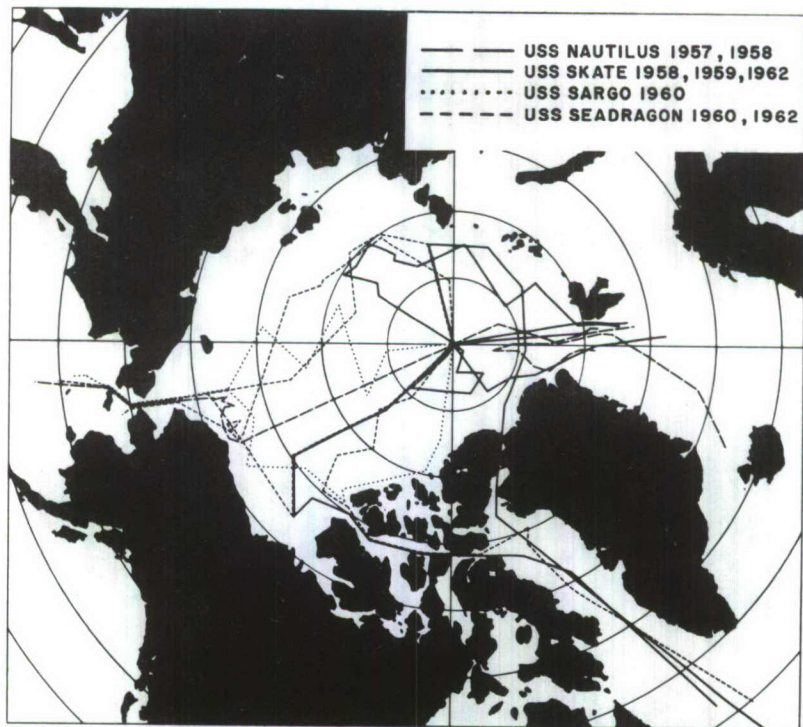 USS NAUTILUS 1957, 1958
USS SKATE 1958, 1959, 1962
USS SARGO 1960
USS SEADRAGON 1960, 1962